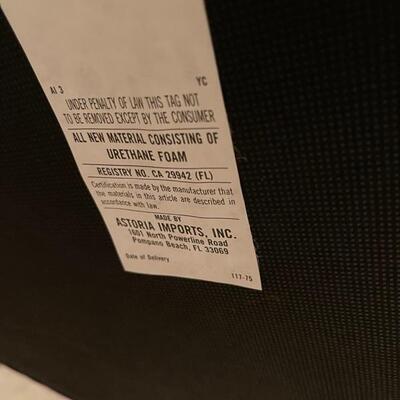 AI 3 YC
UNDER PENALTY OF LAW THIS TAG NOT
TO BE REMOVED EXCEPT BY THE CONSUMER
ALL NEW MATERIAL CONSISTING OF
URETHANE FOAM
REGISTRY NO. CA 29942 (FL)
Certification is made by the manufacturer that
the materials in this article are described in
accordance with law.
MADE BY
ASTORIA IMPORTS, INC.
1601 North Powerline Road
Pompano Beach, FL 33069
Date of Delivery
117-75